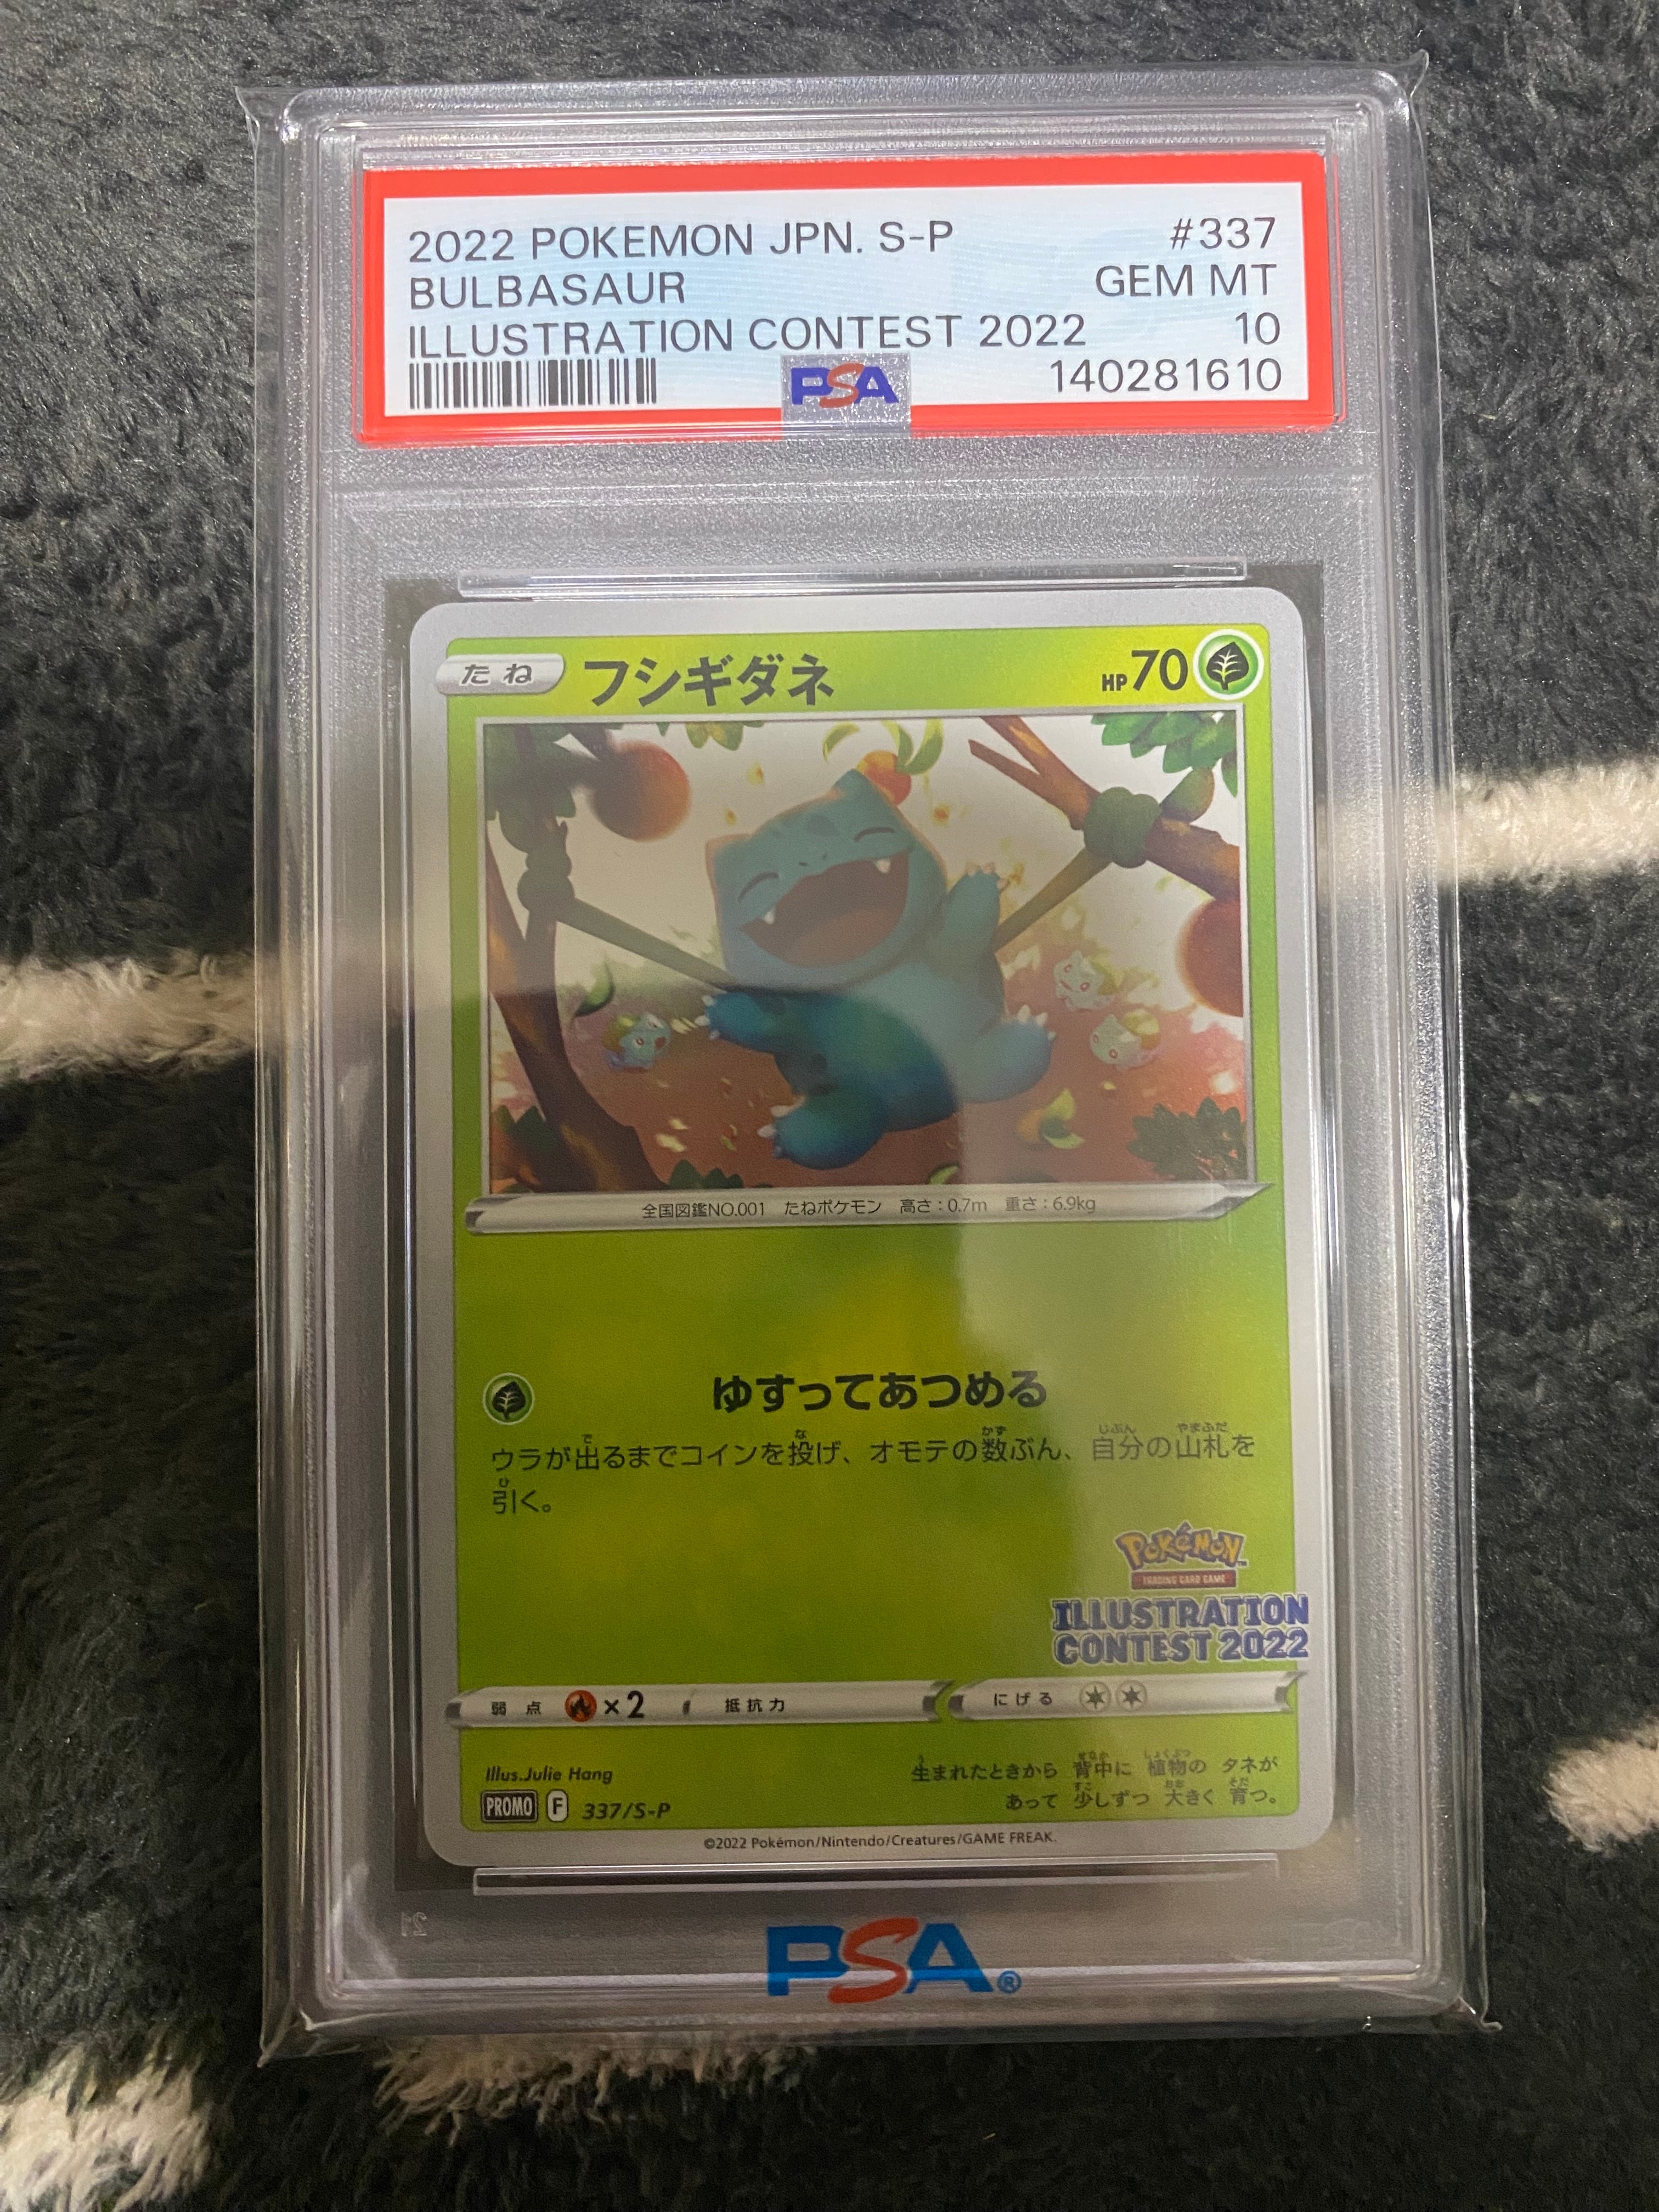 2022 POKEMON JPN. S-P #337
BULBASAUR GEM MT
ILLUSTRATION CONTEST 2022 10
PSA 140281610
たね フシギダネ HP70
全国図鑑NO.001 たねポケモン 高さ:0.7m 重さ:6.9kg
ゆすってあつめる
ウラが出るまでコインを投げ、オモテの数ぶん、自分の山札を
引く。
Pokémon
TRADING CARD GAME
ILLUSTRATION
CONTEST 2022
弱点 ×2 抵抗力 にげる
Illus.Julie Hang
生まれたときから 背中に 植物の タネが
あって 少しずつ 大きく 育つ。
PROMO F 337/S-P
©2022 Pokémon/Nintendo/Creatures/GAME FREAK.
PSA®